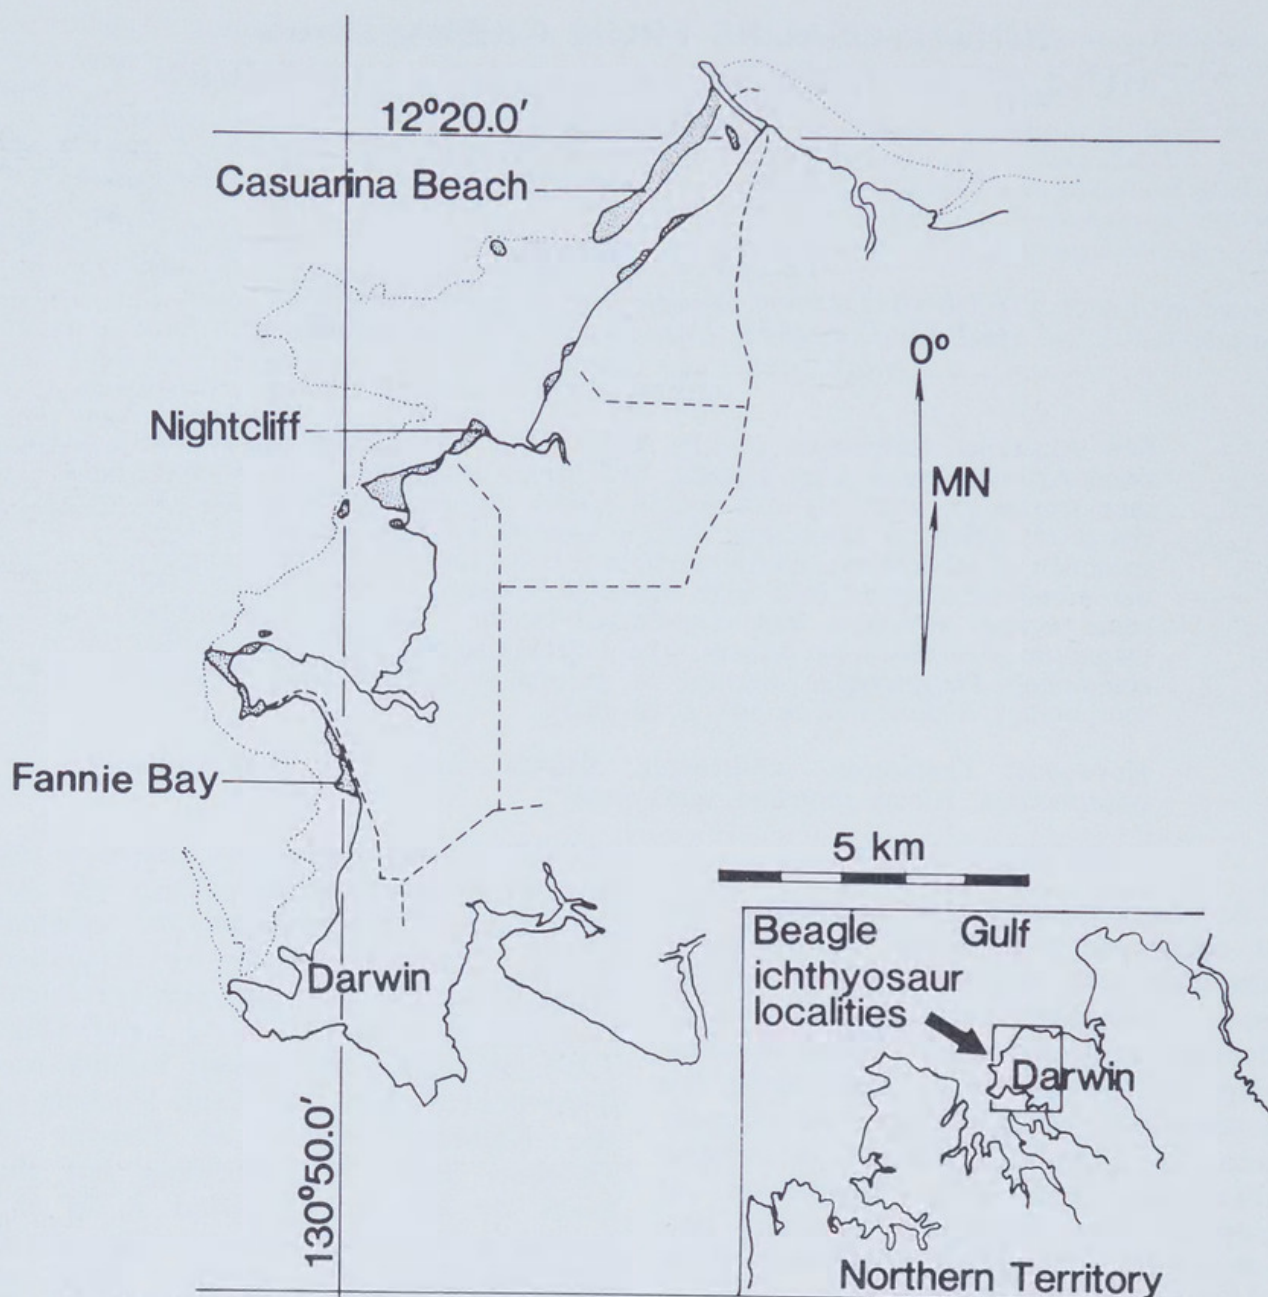 12°20.0′
Casuarina Beach
0°
Nightcliff
MN
Fannie Bay
5 km
Beagle Gulf
ichthyosaur
localities
Darwin
Darwin
130°50.0′
Northern Territory